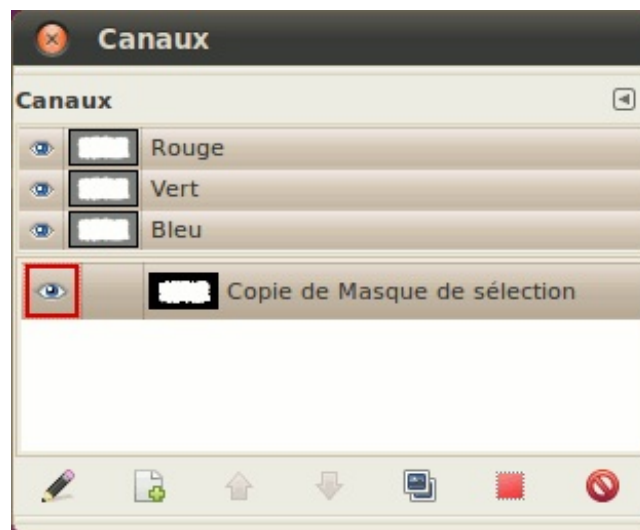 Canaux
Canaux
Rouge
Vert
Bleu
Copie de Masque de sélection